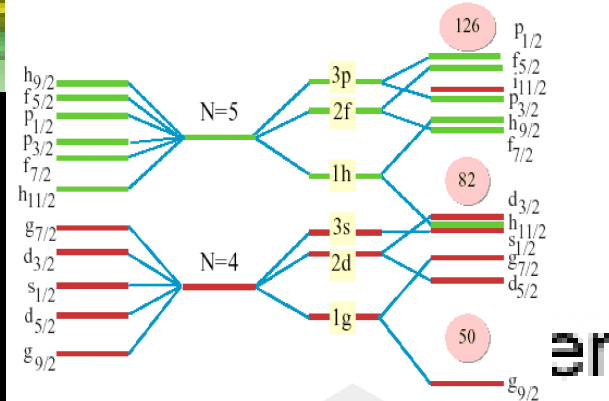 126
p1/2
f5/2
i11/2
p3/2
h9/2
f7/2
h9/2
f5/2
p1/2
p3/2
f7/2
h11/2
N=5
3p
2f
1h
82
d3/2
h11/2
s1/2
g7/2
d5/2
g7/2
d3/2
s1/2
d5/2
g9/2
N=4
3s
2d
1g
50
g9/2
er